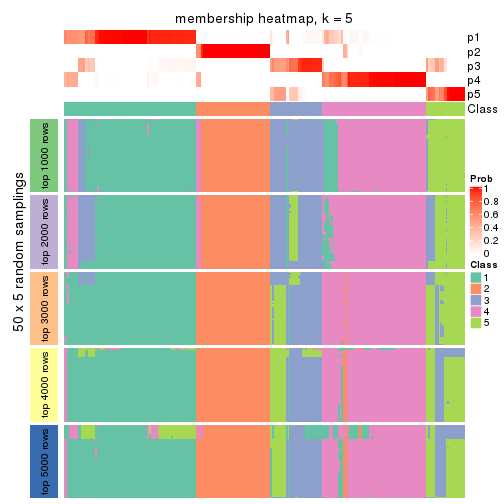 membership heatmap, k = 5
p1
p2
p3
p4
p5
Class
50 x 5 random samplings
top 1000 rows
top 2000 rows
top 3000 rows
top 4000 rows
top 5000 rows
Prob
1
0.8
0.6
0.4
0.2
0
Class
1
2
3
4
5